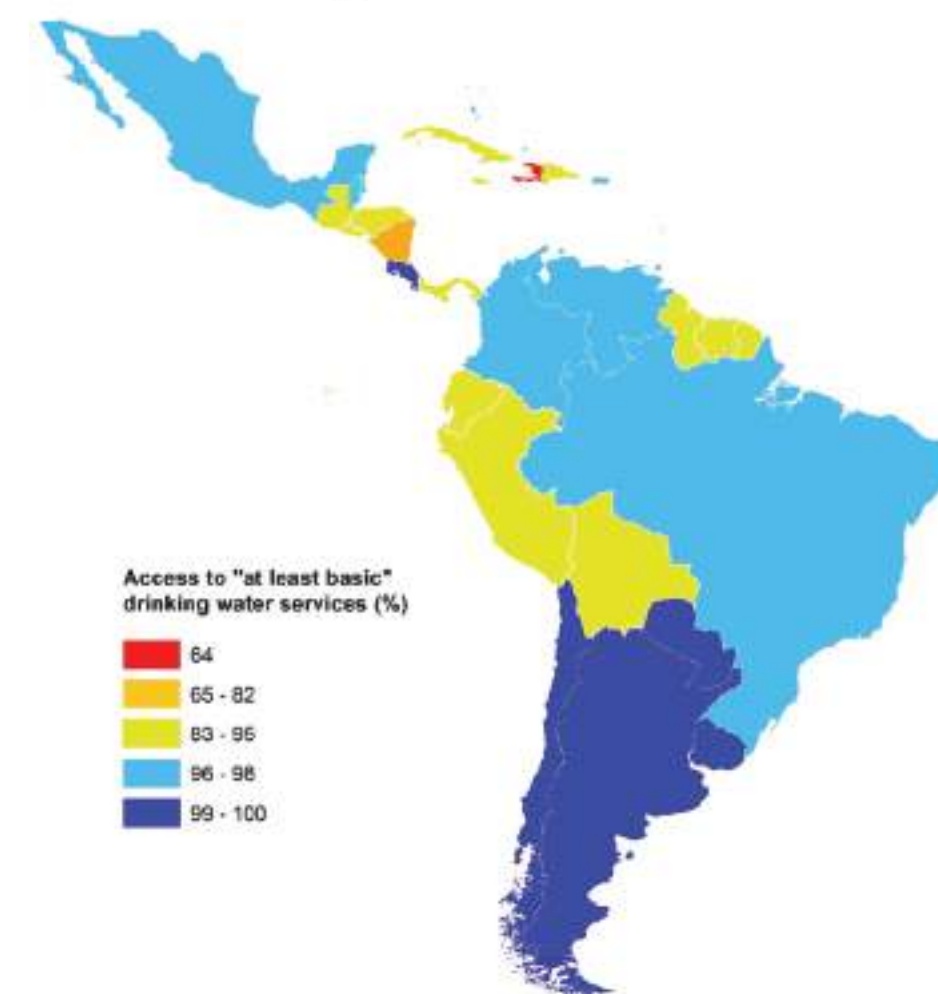 Access to "at least basic"
drinking water services (%)
64
65 - 82
83 - 95
96 - 98
99 - 100